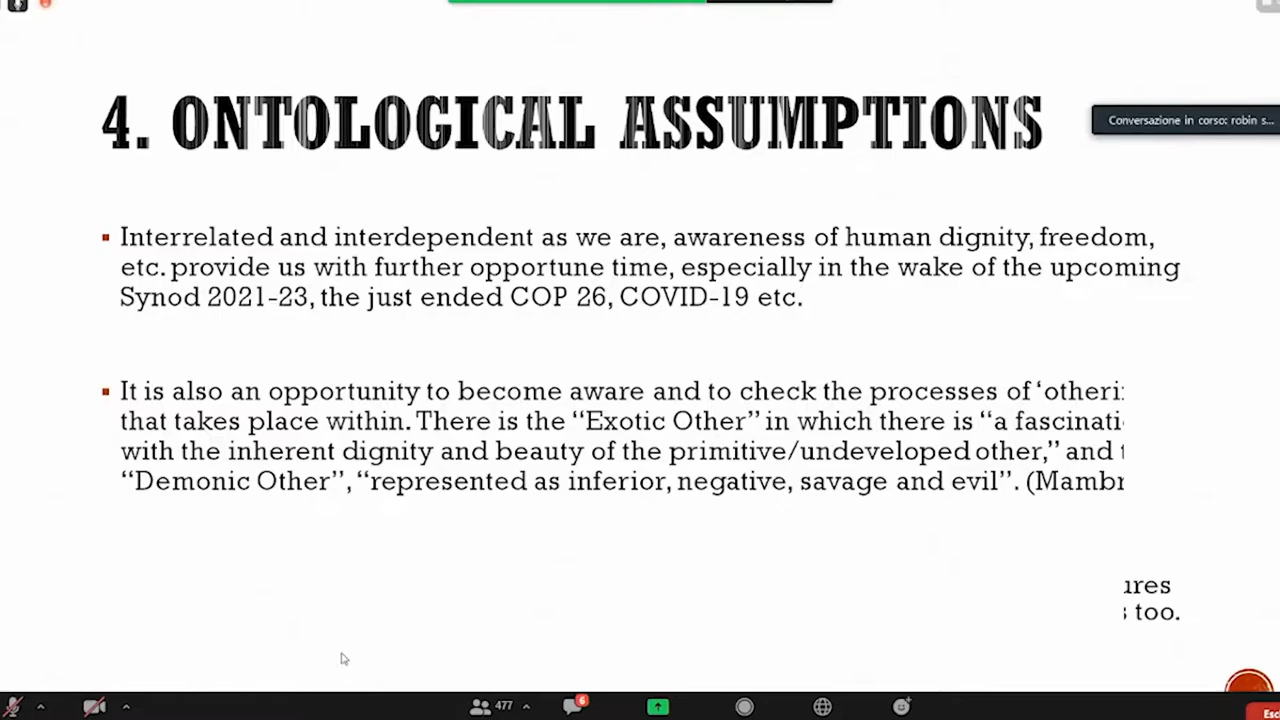 4. ONTOLOGICAL ASSUMPTIONS
Conversazione in corso: robin s...
Interrelated and interdependent as we are, awareness of human dignity, freedom,
etc. provide us with further opportune time, especially in the wake of the upcoming
Synod 2021-23, the just ended COP 26, COVID-19 etc.
It is also an opportunity to become aware and to check the processes of ‘otheri
that takes place within. There is the “Exotic Other” in which there is “a fascinati
with the inherent dignity and beauty of the primitive/undeveloped other,” and
“Demonic Other”, “represented as inferior, negative, savage and evil”. (Mamb
ures
too.
477
6
Esc